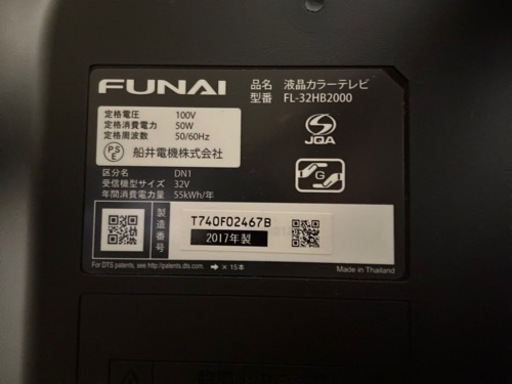 FUNAI
品名 液晶カラーテレビ
型番 FL-32HB2000
定格電圧 100V
定格消費電力 50W
定格周波数 50/60Hz
PSE 船井電機株式会社
JQA
G
区分名 DN1
受信機型サイズ 32V
年間消費電力量 55kWh/年
製造番号
T740F02467B
2017年製
For DTS patents, see http://patents.dts.com. → × 15本
Made in Thailand